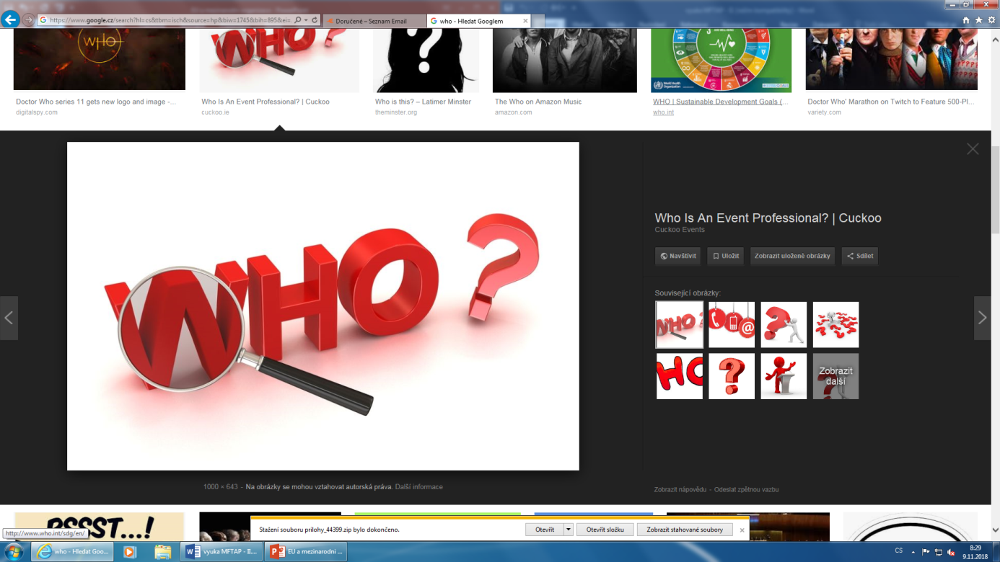 https://www.google.cz/search?hl=cs&tbm=isch&source=hp&biw=1745&bih=895&ei=
Doručené – Seznam Email
who - Hledat Googlem
WHO
WHO ?
World Health Organization
Doctor Who series 11 gets new logo and image -...
digitalspy.com
Who Is An Event Professional? | Cuckoo
cuckoo.ie
Who is this? – Latimer Minster
theminster.org
The Who on Amazon Music
amazon.com
WHO | Sustainable Development Goals (...
who.int
Doctor Who' Marathon on Twitch to Feature 500-Pl...
variety.com
WHO ?
Who Is An Event Professional? | Cuckoo
Cuckoo Events
Navštívit
Uložit
Zobrazit uložené obrázky
Sdílet
Související obrázky:
WHO ?
@
?
HO
?
Zobrazit
další
1000 × 643 - Na obrázky se mohou vztahovat autorská práva. Další informace
Zobrazit nápovědu - Odeslat zpětnou vazbu
PSSST...!
Stažení souboru prilohy_44399.zip bylo dokončeno.
Otevřít
Otevřít složku
Zobrazit stahované soubory
http://www.who.int/sdg/en/
who - Hledat Goo...
vyuka MFTAP - II....
EU a mezinarodni ...
CS
8:29
9.11.2018